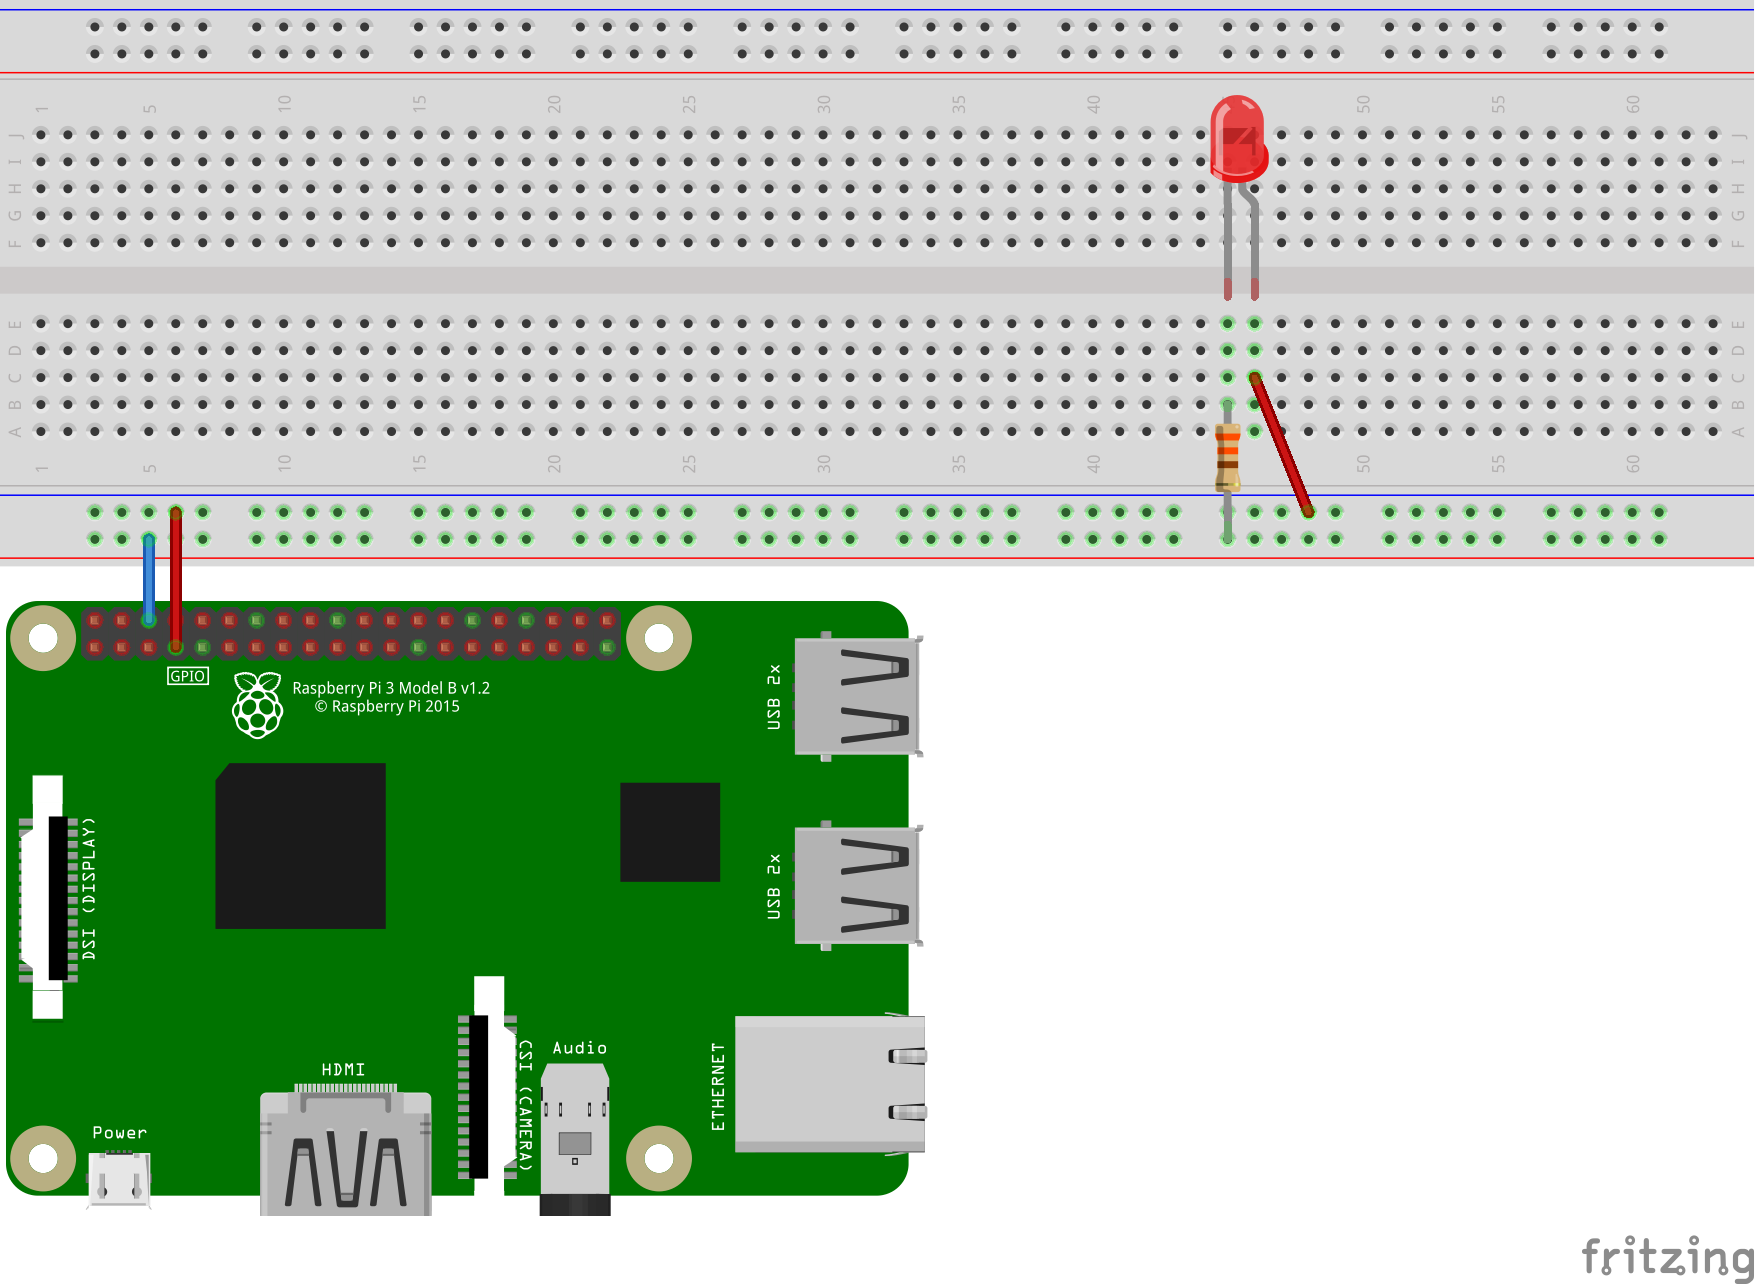 1 5 10 15 20 25 30 35 40 50 55 60
J J
I I
H H
G G
F F
E E
D D
C C
B B
A A
1 5 10 15 20 25 30 35 40 50 55 60
GPIO
Raspberry Pi 3 Model B v1.2
© Raspberry Pi 2015
USB 2x
USB 2x
DSI (DISPLAY)
CSI (CAMERA)
Audio
ETHERNET
HDMI
Power
fritzing